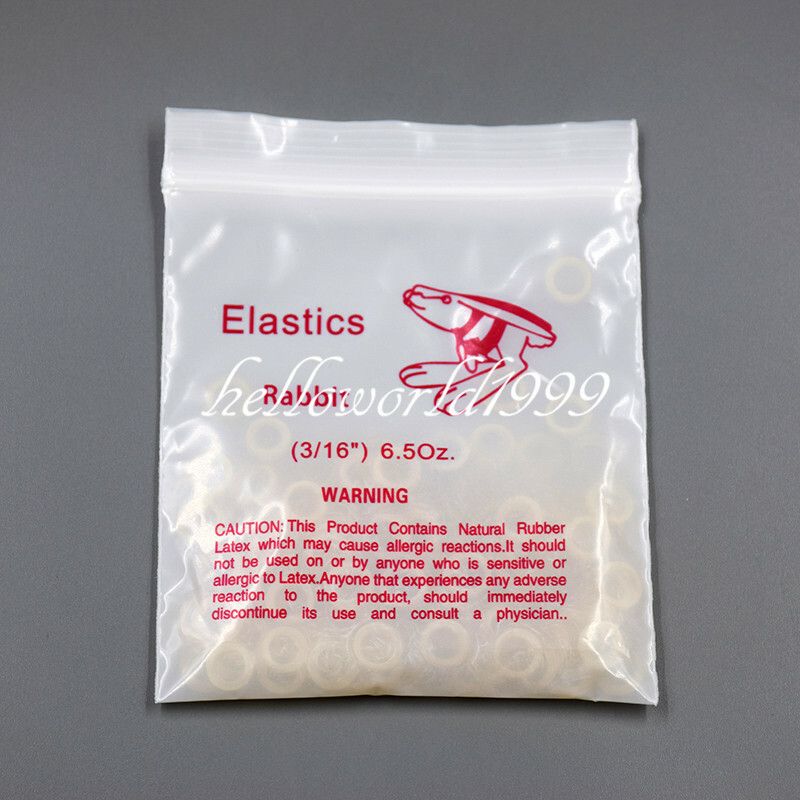 Elastics
Rabbit
helloworld1999
(3/16") 6.5Oz.
WARNING
CAUTION: This Product Contains Natural Rubber
Latex which may cause allergic reactions.It should
not be used on or by anyone who is sensitive or
allergic to Latex.Anyone that experiences any adverse
reaction to the product, should immediately
discontinue its use and consult a physician..